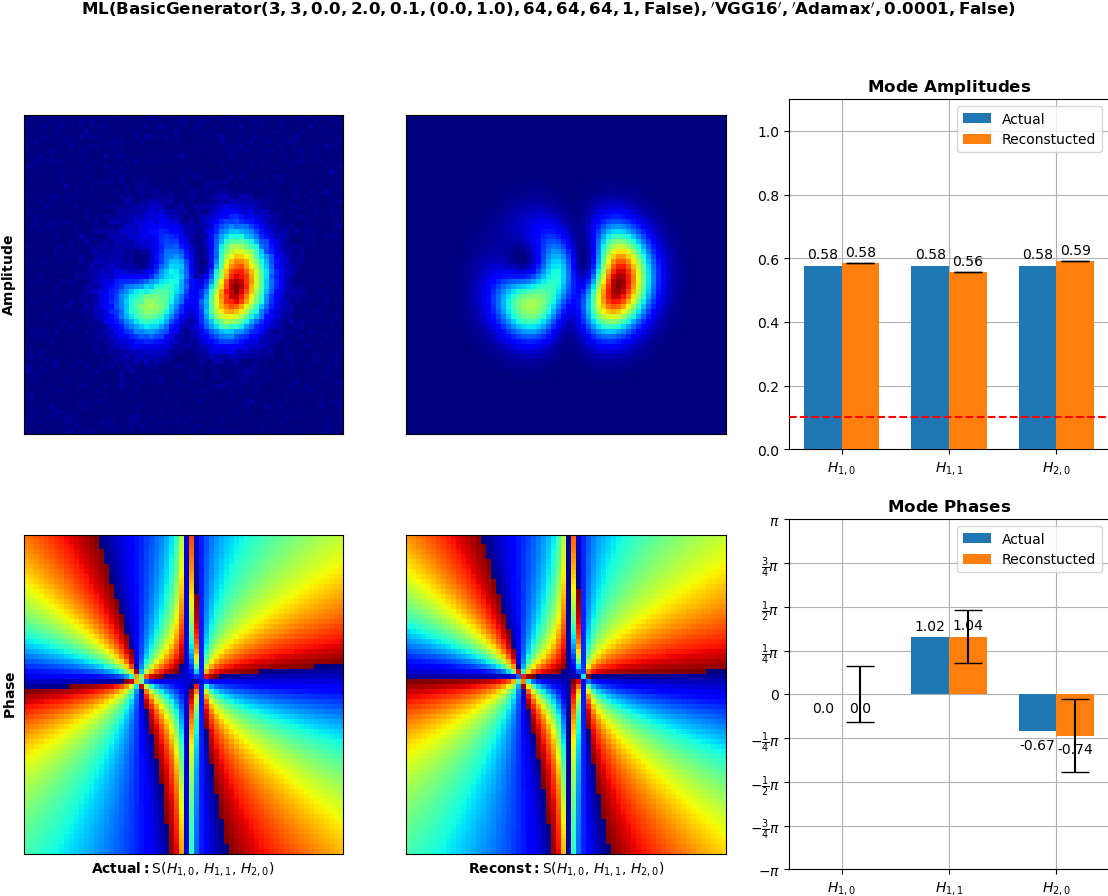 ML(BasicGenerator(3, 3, 0.0, 2.0, 0.1, (0.0, 1.0), 64, 64, 64, 1, False), ′VGG16′, ′Adamax′, 0.0001, False)
Amplitude
Mode Amplitudes
Actual
Reconstucted
1.0
0.8
0.6
0.4
0.2
0.0
0.58
0.58
0.58
0.56
0.58
0.59
H1,0
H1,1
H2,0
Phase
Actual: S(H1,0, H1,1, H2,0)
Reconst: S(H1,0, H1,1, H2,0)
Mode Phases
Actual
Reconstucted
π
3/4π
1/2π
1/4π
0
−1/4π
−1/2π
−3/4π
−π
0.0
0.0
1.02
1.04
-0.67
-0.74
H1,0
H1,1
H2,0